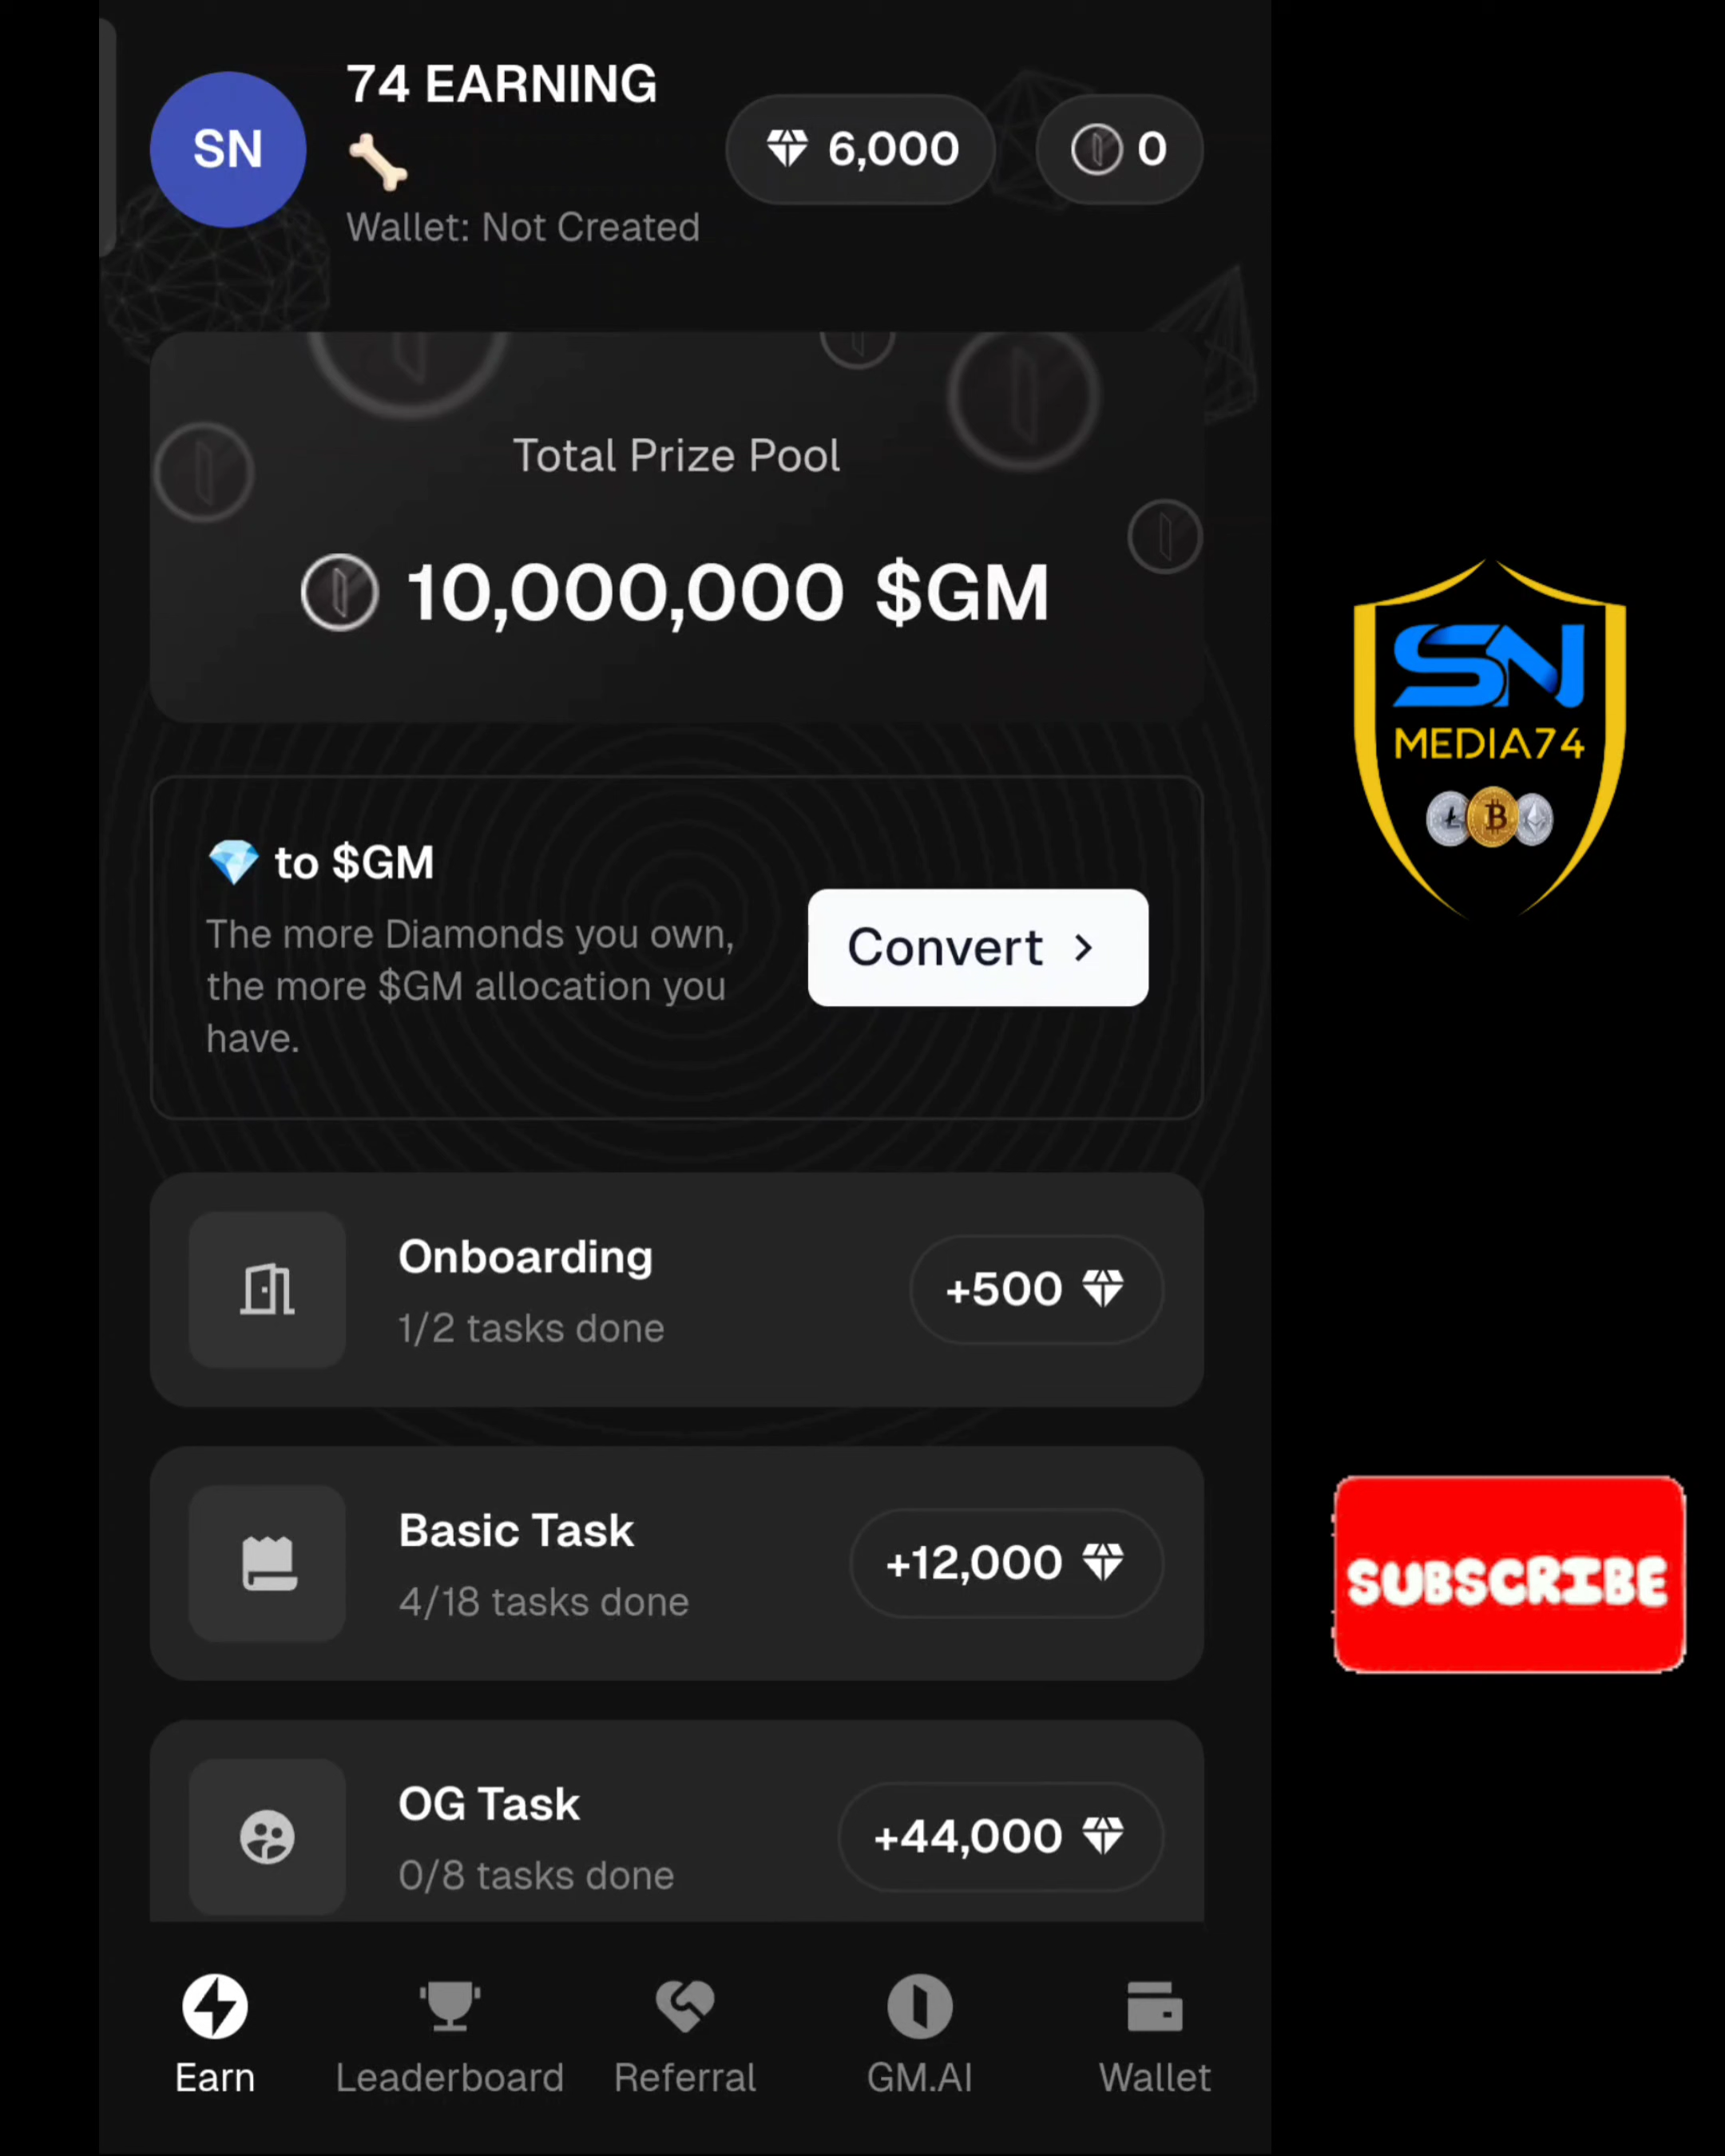 SN
74 EARNING
🦴
Wallet: Not Created
6,000
0
Total Prize Pool
10,000,000 $GM
💎 to $GM
The more Diamonds you own,
the more $GM allocation you
have.
Convert >
Onboarding
1/2 tasks done
+500
Basic Task
4/18 tasks done
+12,000
OG Task
0/8 tasks done
+44,000
Earn
Leaderboard
Referral
GM.AI
Wallet
SN
MEDIA74
SUBSCRIBE